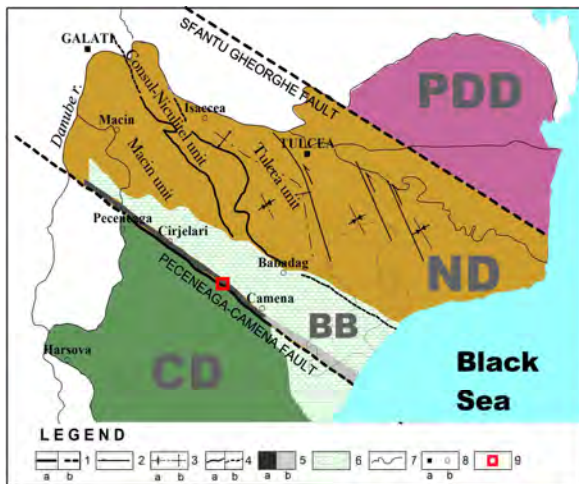 GALATI
SFANTU GHEORGHE FAULT
PDD
Danube r.
Consul-Niculitel unit
Isaccea
Macin
TULCEA
Macin unit
Tulcea unit
Peceneaga
Cirjelari
ND
Babadag
PECENEAGA-CAMENA FAULT
Camena
BB
Harsova
CD
Black
Sea
LEGEND
1 2 3 4 5 6 7 8 9
a b a b a b a b a b